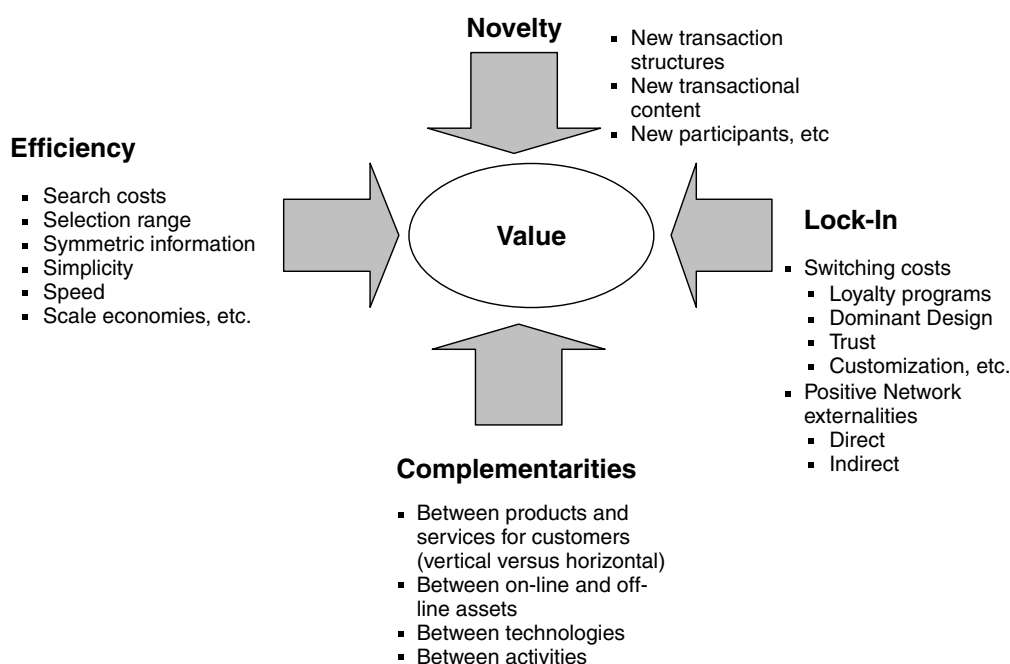 Novelty
▪ New transaction
structures
▪ New transactional
content
▪ New participants, etc
Efficiency
▪ Search costs
▪ Selection range
▪ Symmetric information
▪ Simplicity
▪ Speed
▪ Scale economies, etc.
Value
Lock-In
▪ Switching costs
▪ Loyalty programs
▪ Dominant Design
▪ Trust
▪ Customization, etc.
▪ Positive Network
externalities
▪ Direct
▪ Indirect
Complementarities
▪ Between products and
services for customers
(vertical versus horizontal)
▪ Between on-line and off-
line assets
▪ Between technologies
▪ Between activities